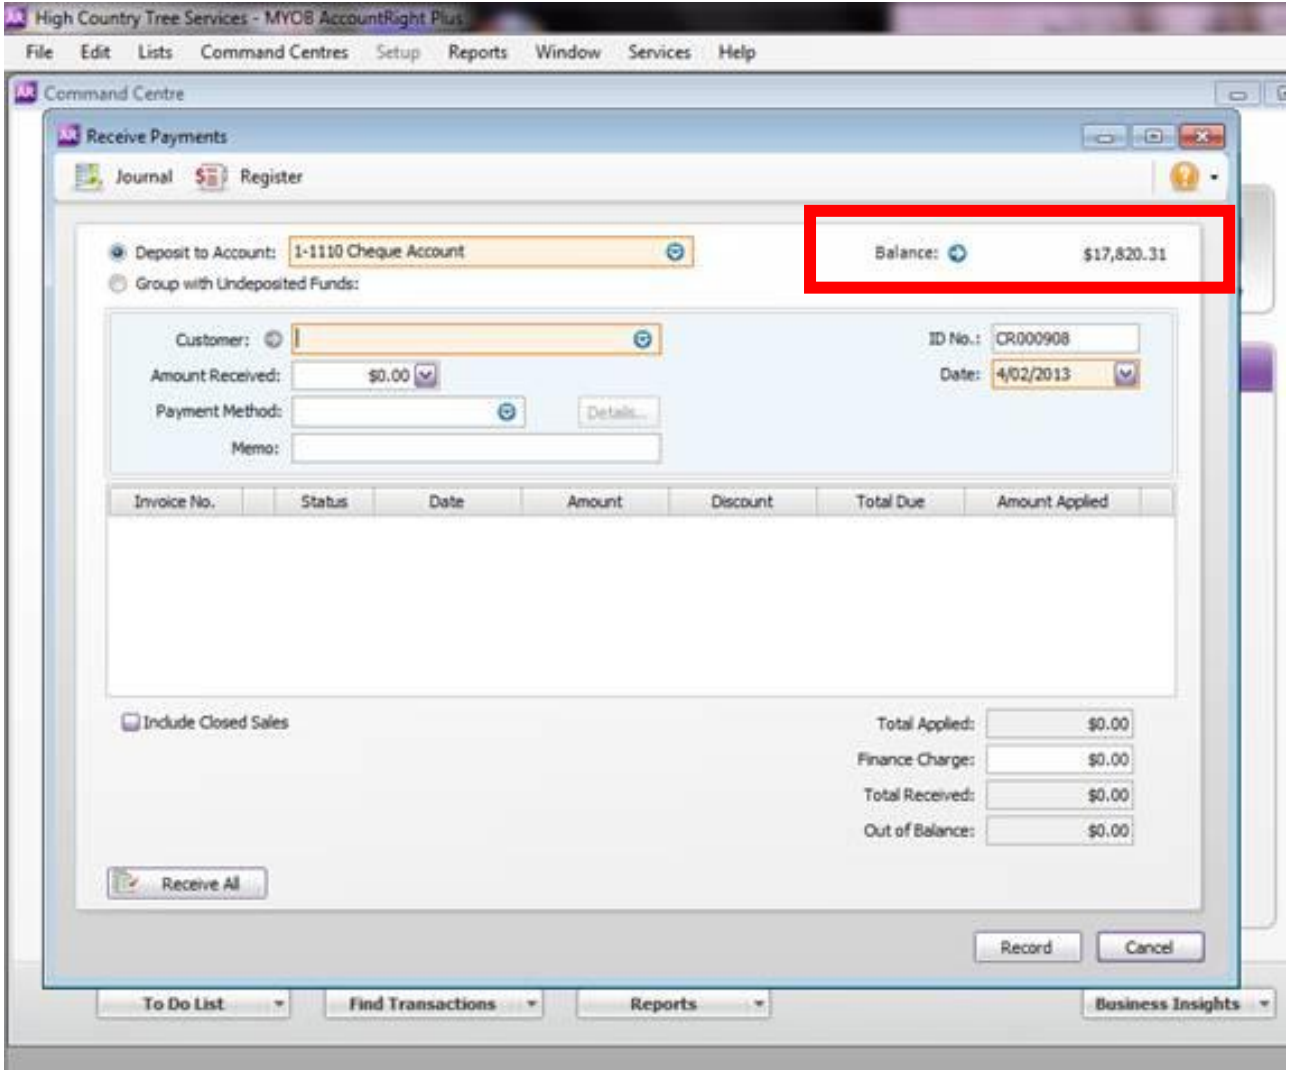 High Country Tree Services - MYOB AccountRight Plus
File Edit Lists Command Centres Setup Reports Window Services Help
AR Command Centre
AR Receive Payments
Journal Register
Deposit to Account: 1-1110 Cheque Account Balance: $17,820.31
Group with Undeposited Funds:
Customer: ID No.: CR000908
Amount Received: $0.00 Date: 4/02/2013
Payment Method: Details...
Memo:
Invoice No. Status Date Amount Discount Total Due Amount Applied
Include Closed Sales Total Applied: $0.00
Finance Charge: $0.00
Total Received: $0.00
Out of Balance: $0.00
Receive All
Record Cancel
To Do List Find Transactions Reports Business Insights